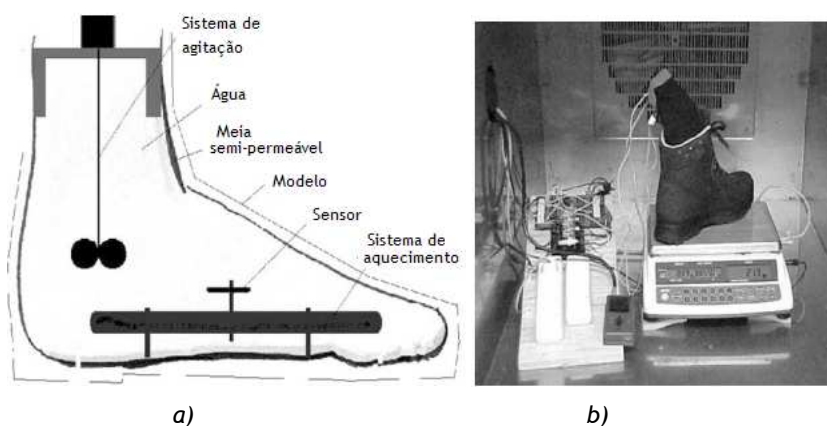 Sistema de
agitação
Água
Meia
semi-permeável
Modelo
Sensor
Sistema de
aquecimento
a)
b)